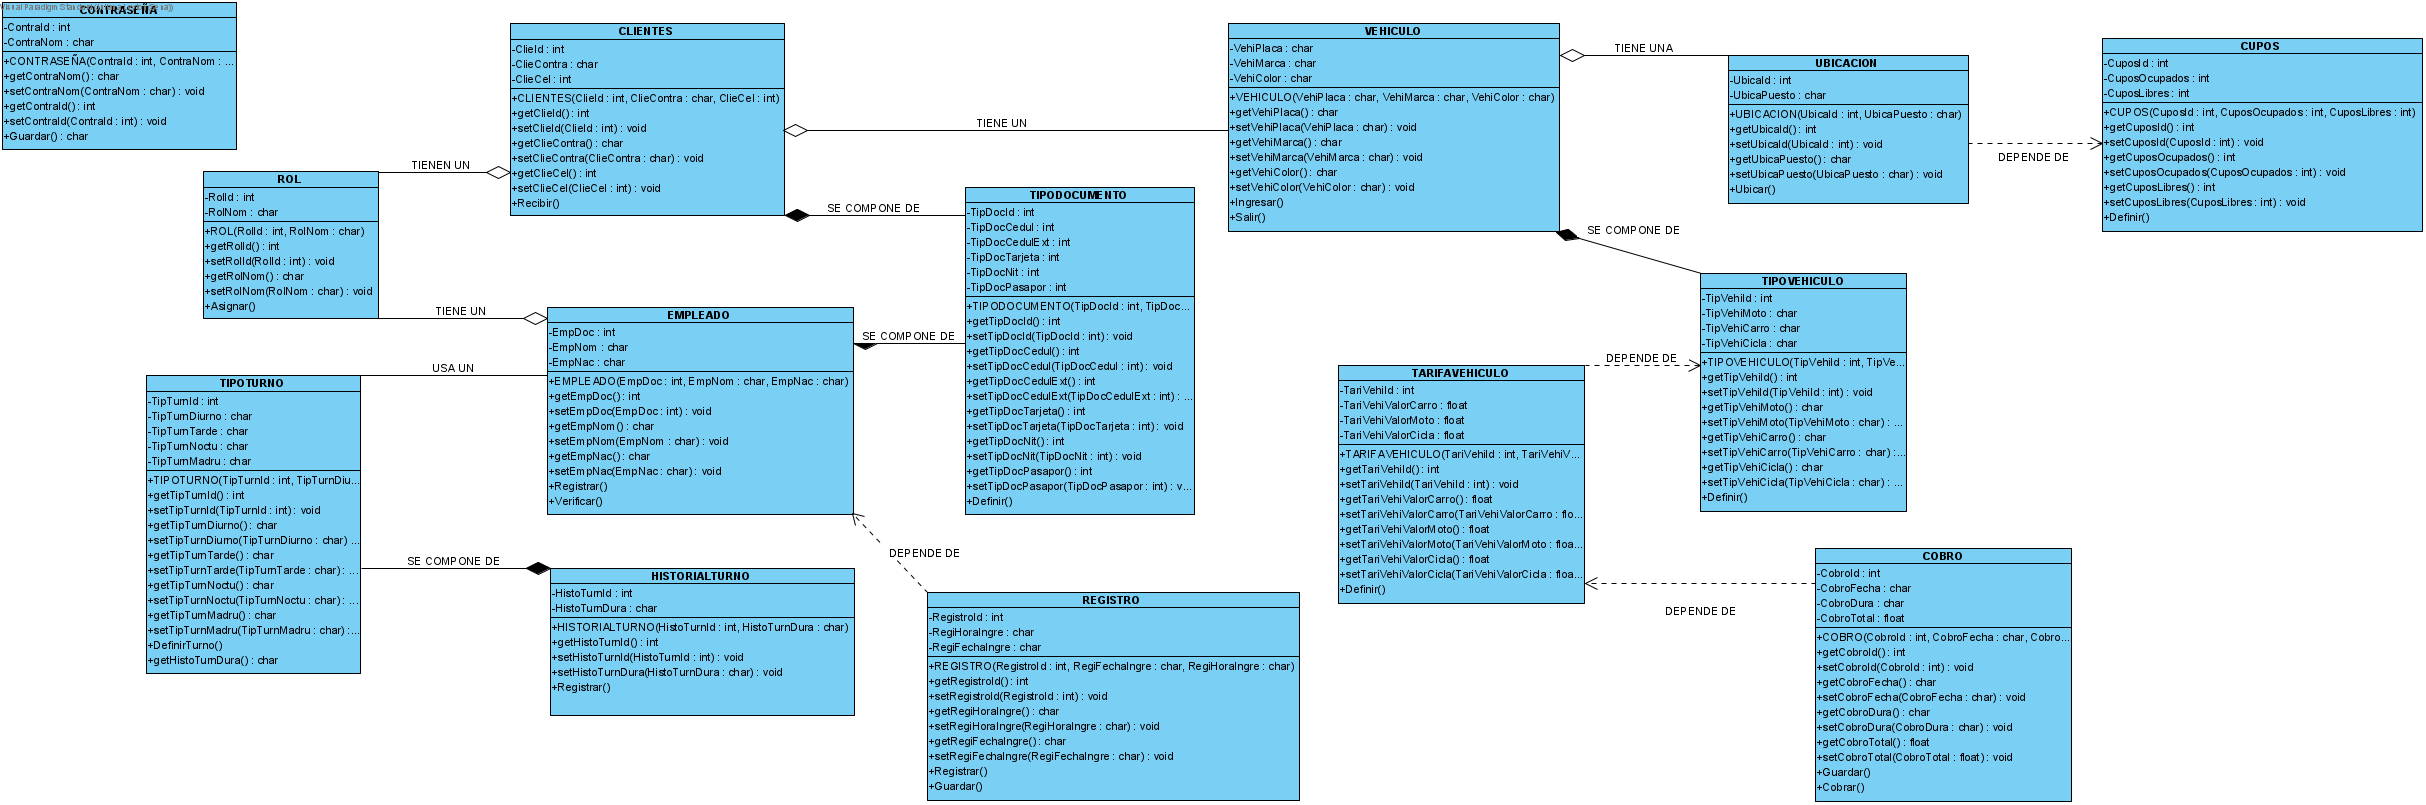 CONTRASEÑA
-ContraId : int
-ContraNom : char
+CONTRASEÑA(ContraId : int, ContraNom : ...
+getContraNom() : char
+setContraNom(ContraNom : char) : void
+getContraId() : int
+setContraId(ContraId : int) : void
+Guardar() : char
CLIENTES
-ClieId : int
-ClieContra : char
-ClieCel : int
+CLIENTES(ClieId : int, ClieContra : char, ClieCel : int)
+getClieId() : int
+setClieId(ClieId : int) : void
+getClieContra() : char
+setClieContra(ClieContra : char) : void
+getClieCel() : int
+setClieCel(ClieCel : int) : void
+Recibir()
VEHICULO
-VehiPlaca : char
-VehiMarca : char
-VehiColor : char
+VEHICULO(VehiPlaca : char, VehiMarca : char, VehiColor : char)
+getVehiPlaca() : char
+setVehiPlaca(VehiPlaca : char) : void
+getVehiMarca() : char
+setVehiMarca(VehiMarca : char) : void
+getVehiColor() : char
+setVehiColor(VehiColor : char) : void
+Ingresar()
+Salir()
TIENE UNA
UBICACION
-UbicaId : int
-UbicaPuesto : char
+UBICACION(UbicaId : int, UbicaPuesto : char)
+getUbicaId() : int
+setUbicaId(UbicaId : int) : void
+getUbicaPuesto() : char
+setUbicaPuesto(UbicaPuesto : char) : void
+Ubicar()
DEPENDE DE
CUPOS
-CuposId : int
-CuposOcupados : int
-CuposLibres : int
+CUPOS(CuposId : int, CuposOcupados : int, CuposLibres : int)
+getCuposId() : int
+setCuposId(CuposId : int) : void
+getCuposOcupados() : int
+setCuposOcupados(CuposOcupados : int) : void
+getCuposLibres() : int
+setCuposLibres(CuposLibres : int) : void
+Definir()
TIENE UN
TIENEN UN
ROL
-RolId : int
-RolNom : char
+ROL(RolId : int, RolNom : char)
+getRolId() : int
+setRolId(RolId : int) : void
+getRolNom() : char
+setRolNom(RolNom : char) : void
+Asignar()
SE COMPONE DE
TIPODOCUMENTO
-TipDocId : int
-TipDocCedul : int
-TipDocCedulExt : int
-TipDocTarjeta : int
-TipDocNit : int
-TipDocPasapor : int
+TIPODOCUMENTO(TipDocId : int, TipDoc...
+getTipDocId() : int
+setTipDocId(TipDocId : int) : void
+getTipDocCedul() : int
+setTipDocCedul(TipDocCedul : int) : void
+getTipDocCedulExt() : int
+setTipDocCedulExt(TipDocCedulExt : int) : ...
+getTipDocTarjeta() : int
+setTipDocTarjeta(TipDocTarjeta : int) : void
+getTipDocNit() : int
+setTipDocNit(TipDocNit : int) : void
+getTipDocPasapor() : int
+setTipDocPasapor(TipDocPasapor : int) : v...
+Definir()
SE COMPONE DE
TIPOVEHICULO
-TipVehiId : int
-TipVehiMoto : char
-TipVehiCarro : char
-TipVehiCicla : char
+TIPOVEHICULO(TipVehiId : int, TipVe...
+getTipVehiId() : int
+setTipVehiId(TipVehiId : int) : void
+getTipVehiMoto() : char
+setTipVehiMoto(TipVehiMoto : char) : ...
+getTipVehiCarro() : char
+setTipVehiCarro(TipVehiCarro : char) : ...
+getTipVehiCicla() : char
+setTipVehiCicla(TipVehiCicla : char) : ...
+Definir()
TIENE UN
EMPLEADO
-EmpDoc : int
-EmpNom : char
-EmpNac : char
+EMPLEADO(EmpDoc : int, EmpNom : char, EmpNac : char)
+getEmpDoc() : int
+setEmpDoc(EmpDoc : int) : void
+getEmpNom() : char
+setEmpNom(EmpNom : char) : void
+getEmpNac() : char
+setEmpNac(EmpNac : char) : void
+Registrar()
+Verificar()
SE COMPONE DE
USA UN
TIPOTURNO
-TipTurnId : int
-TipTurnDiurno : char
-TipTurnTarde : char
-TipTurnNoctu : char
-TipTurnMadru : char
+TIPOTURNO(TipTurnId : int, TipTurnDiu...
+getTipTurnId() : int
+setTipTurnId(TipTurnId : int) : void
+getTipTurnDiurno() : char
+setTipTurnDiurno(TipTurnDiurno : char) ...
+getTipTurnTarde() : char
+setTipTurnTarde(TipTurnTarde : char) : ...
+getTipTurnNoctu() : char
+setTipTurnNoctu(TipTurnNoctu : char) : ...
+getTipTurnMadru() : char
+setTipTurnMadru(TipTurnMadru : char) : ...
+DefinirTurno()
+getHistoTurnDura() : char
DEPENDE DE
TARIFAVEHICULO
-TariVehiId : int
-TariVehiValorCarro : float
-TariVehiValorMoto : float
-TariVehiValorCicla : float
+TARIFAVEHICULO(TariVehiId : int, TariVehiV...
+getTariVehiId() : int
+setTariVehiId(TariVehiId : int) : void
+getTariVehiValorCarro() : float
+setTariVehiValorCarro(TariVehiValorCarro : flo...
+getTariVehiValorMoto() : float
+setTariVehiValorMoto(TariVehiValorMoto : floa...
+getTariVehiValorCicla() : float
+setTariVehiValorCicla(TariVehiValorCicla : floa...
+Definir()
SE COMPONE DE
HISTORIALTURNO
-HistoTurnId : int
-HistoTurnDura : char
+HISTORIALTURNO(HistoTurnId : int, HistoTurnDura : char)
+getHistoTurnId() : int
+setHistoTurnId(HistoTurnId : int) : void
+setHistoTurnDura(HistoTurnDura : char) : void
+Registrar()
DEPENDE DE
REGISTRO
-RegistroId : int
-RegiHoraIngre : char
-RegiFechaIngre : char
+REGISTRO(RegistroId : int, RegiFechaIngre : char, RegiHoraIngre : char)
+getRegistroId() : int
+setRegistroId(RegistroId : int) : void
+getRegiHoraIngre() : char
+setRegiHoraIngre(RegiHoraIngre : char) : void
+getRegiFechaIngre() : char
+setRegiFechaIngre(RegiFechaIngre : char) : void
+Registrar()
+Guardar()
DEPENDE DE
COBRO
-CobroId : int
-CobroFecha : char
-CobroDura : char
-CobroTotal : float
+COBRO(CobroId : int, CobroFecha : char, Cobro...
+getCobroId() : int
+setCobroId(CobroId : int) : void
+getCobroFecha() : char
+setCobroFecha(CobroFecha : char) : void
+getCobroDura() : char
+setCobroDura(CobroDura : char) : void
+getCobroTotal() : float
+setCobroTotal(CobroTotal : float) : void
+Guardar()
+Cobrar()